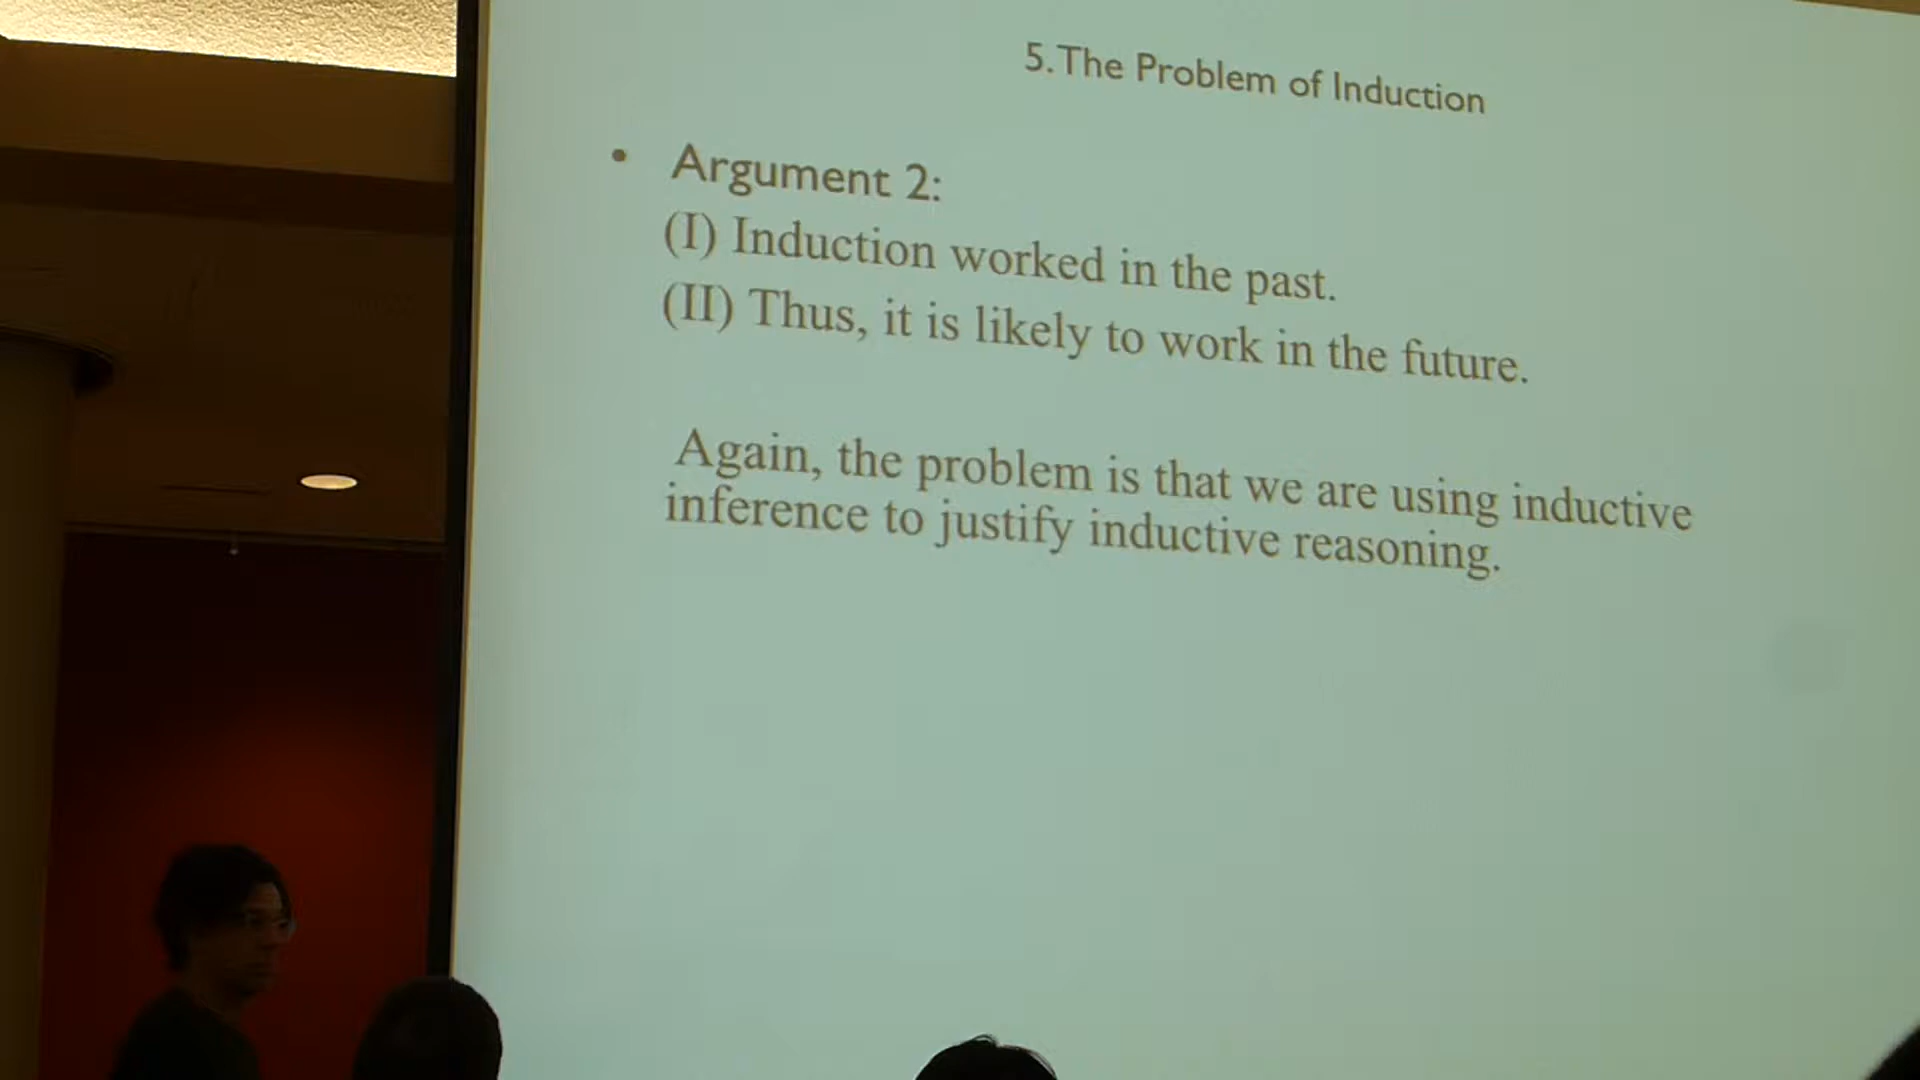 5. The Problem of Induction
• Argument 2:
(I) Induction worked in the past.
(II) Thus, it is likely to work in the future.
Again, the problem is that we are using inductive
inference to justify inductive reasoning.